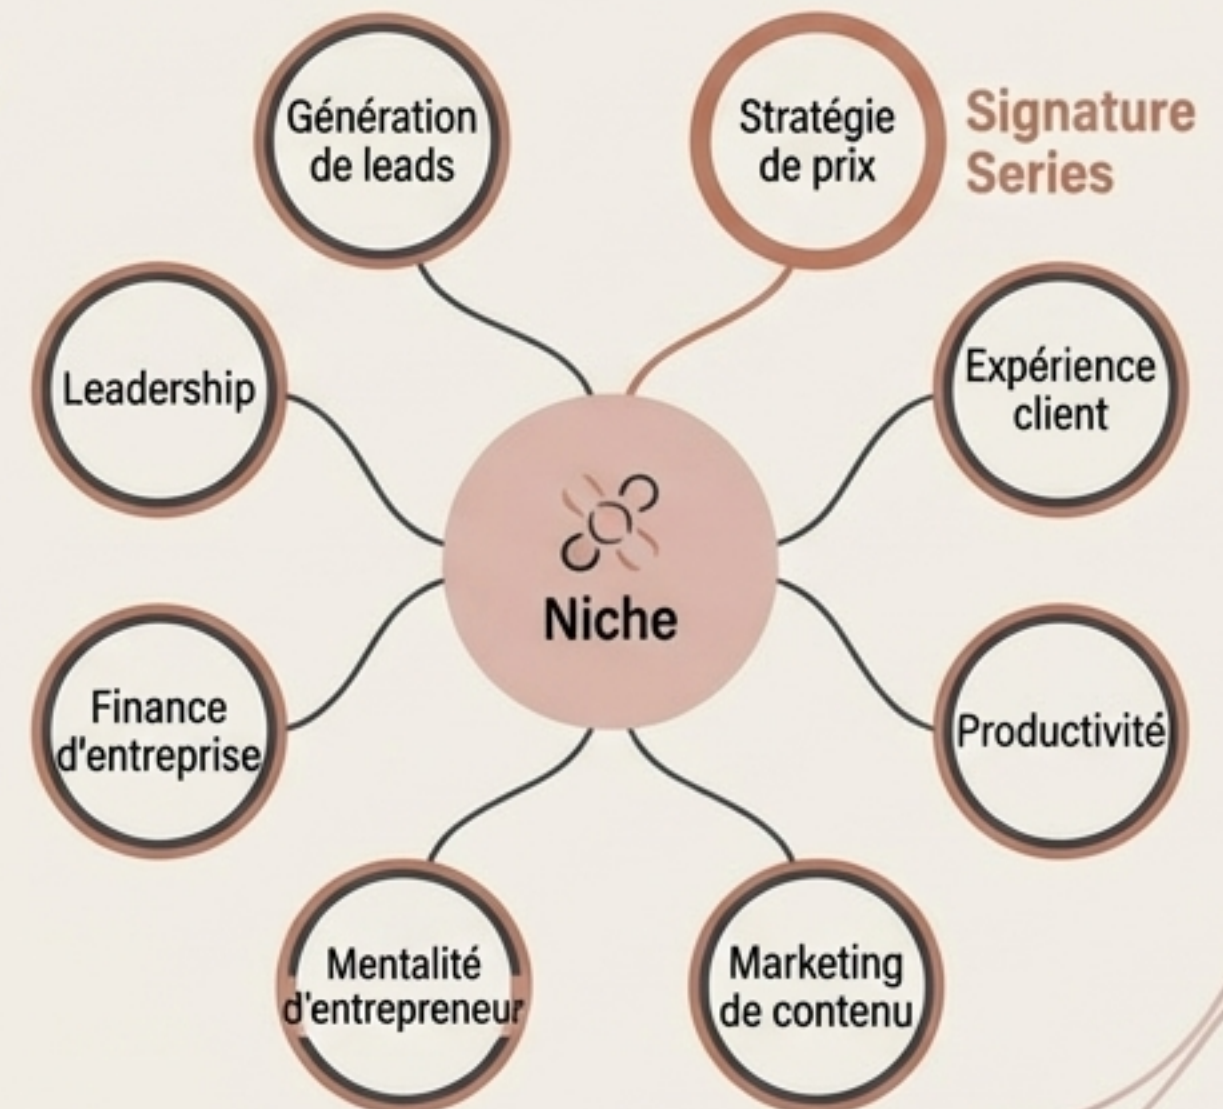 Génération
de leads
Stratégie
de prix
Signature
Series
Leadership
Expérience
client
Niche
Finance
d'entreprise
Productivité
Mentalité
d'entrepreneur
Marketing
de contenu